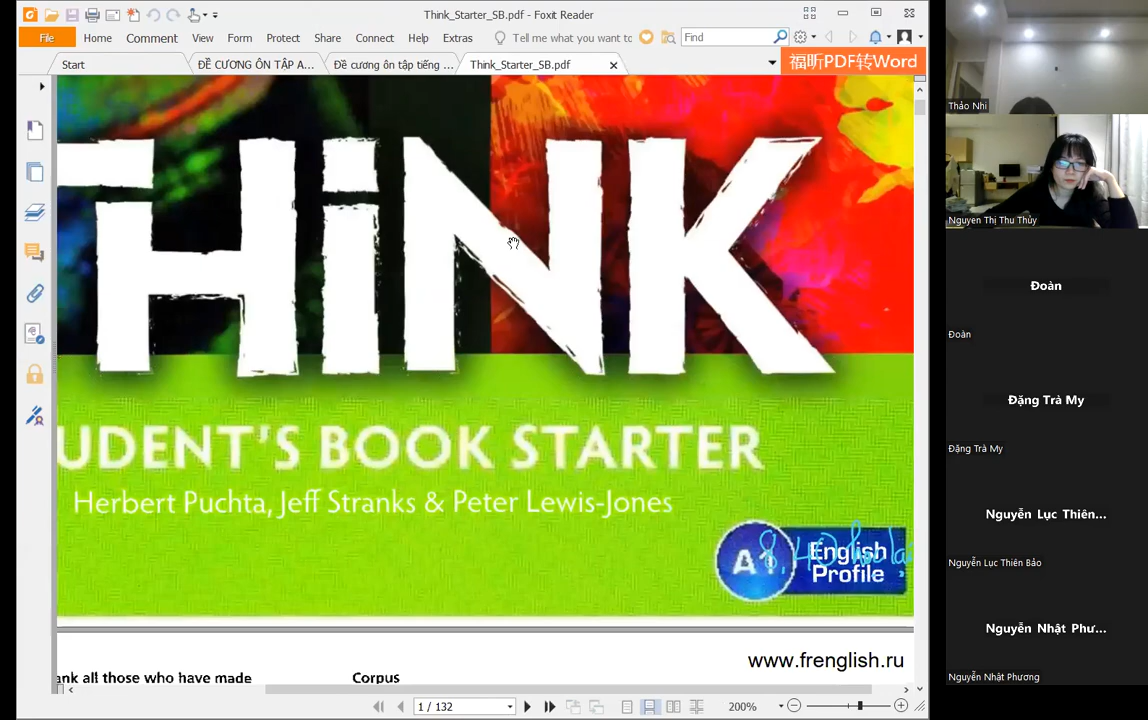 Think_Starter_SB.pdf - Foxit Reader
File Home Comment View Form Protect Share Connect Help Extras Tell me what you want to Find
Start ĐỀ CƯƠNG ÔN TẬP A... Đề cương ôn tập tiếng ... Think_Starter_SB.pdf 福昕PDF转Word
THiNK
UDENT'S BOOK STARTER
Herbert Puchta, Jeff Stranks & Peter Lewis-Jones
A1 English
Profile
8,40 học lại
www.frenglish.ru
ank all those who have made
Corpus
1 / 132
200%
Thảo Nhi
Nguyen Thị Thu Thủy
Đoàn
Đoàn
Đặng Trà My
Đặng Trà My
Nguyễn Lục Thiên...
Nguyễn Lục Thiên Bảo
Nguyễn Nhật Phư...
Nguyễn Nhật Phương